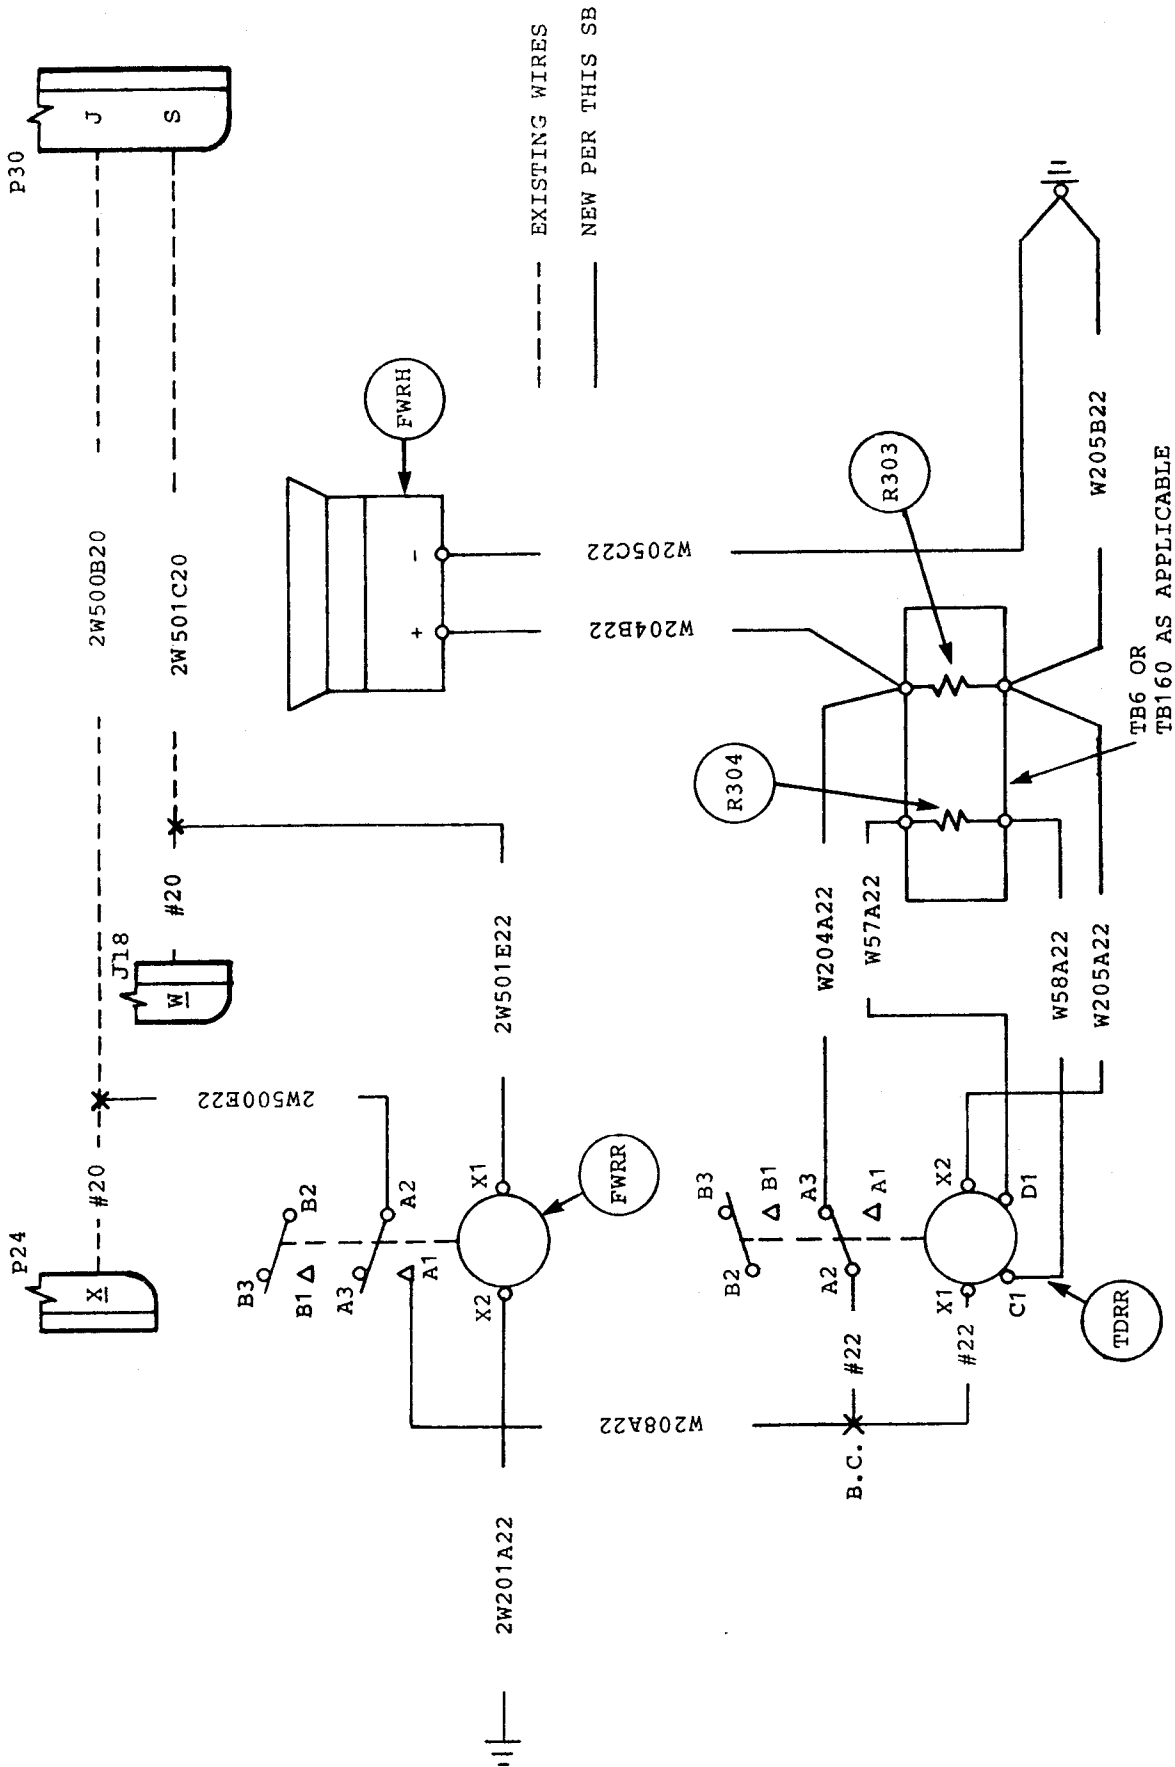 P30
J
S
2W500B20
2W501C20
EXISTING WIRES
NEW PER THIS SB
FWRH
+
-
W205C22
W204B22
R303
W205B22
TB6 OR
TB160 AS APPLICABLE
R304
#20
J18
W
2W501E22
W204A22
W57A22
W58A22
W205A22
P24
X
#20
2W500E22
B3
B2
B1
A3
A2
A1
X2
X1
FWRR
B3
B2
B1
A3
A2
A1
X2
X1
D1
C1
TDRR
#22
#22
W208A22
B.C.
2W201A22